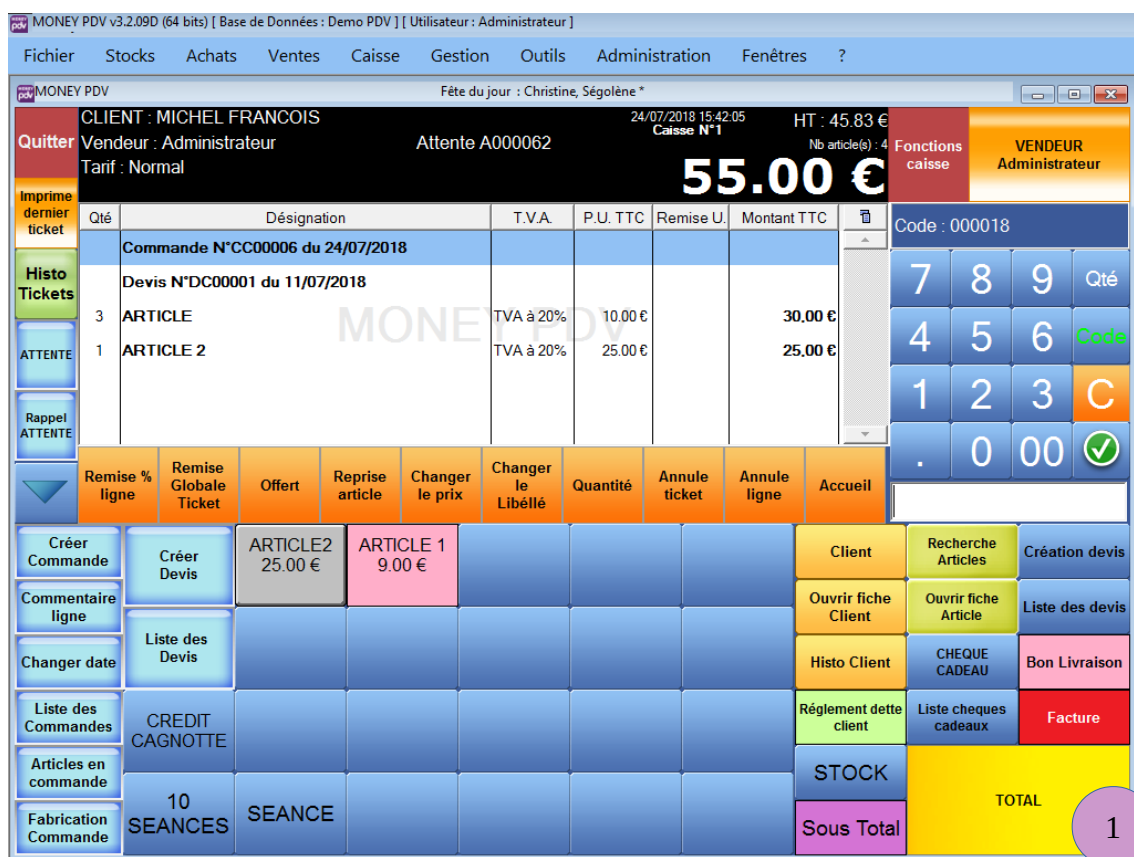 MONEY PDV v3.2.09D (64 bits) [ Base de Données : Demo PDV ] [ Utilisateur : Administrateur ]
Fichier Stocks Achats Ventes Caisse Gestion Outils Administration Fenêtres ?
MONEY PDV Fête du jour : Christine, Ségolène *
Quitter
CLIENT : MICHEL FRANCOIS
Vendeur : Administrateur
Tarif : Normal
Attente A000062
24/07/2018 15:42:05
Caisse N°1
HT : 45.83 €
Nb article(s) : 4
55.00 €
Fonctions
caisse
VENDEUR
Administrateur
Imprime
dernier
ticket
Histo
Tickets
ATTENTE
Rappel
ATTENTE
Qté Désignation T.V.A. P.U. TTC Remise U. Montant TTC
Commande N°CC00006 du 24/07/2018
Devis N°DC00001 du 11/07/2018
3 ARTICLE TVA à 20% 10.00 € 30,00 €
1 ARTICLE 2 TVA à 20% 25.00 € 25,00 €
MONEY PDV
Code : 000018
7 8 9 Qté
4 5 6 Code
1 2 3 C
. 0 00
Remise %
ligne
Remise
Globale
Ticket
Offert
Reprise
article
Changer
le prix
Changer
le
Libéllé
Quantité
Annule
ticket
Annule
ligne
Accueil
Créer
Commande
Commentaire
ligne
Changer date
Liste des
Commandes
Articles en
commande
Fabrication
Commande
Créer
Devis
Liste des
Devis
CREDIT
CAGNOTTE
10
SEANCES
ARTICLE2
25.00 €
ARTICLE 1
9.00 €
SEANCE
Client
Ouvrir fiche
Client
Histo Client
Réglement dette
client
STOCK
Sous Total
Recherche
Articles
Ouvrir fiche
Article
CHEQUE
CADEAU
Liste cheques
cadeaux
Création devis
Liste des devis
Bon Livraison
Facture
TOTAL
1